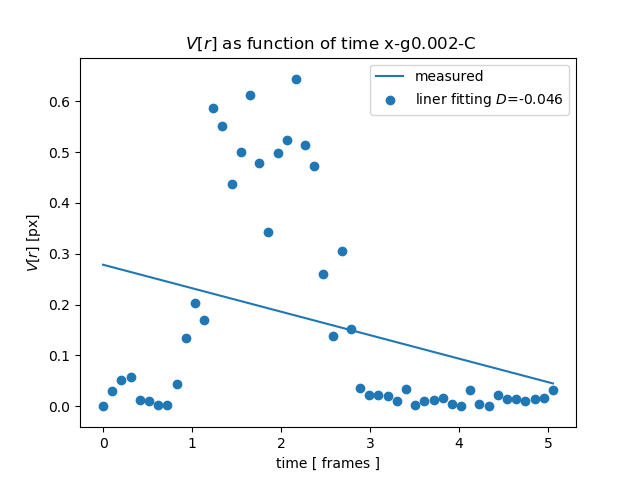 V[r] as function of time x-g0.002-C
measured
liner fitting D=-0.046
0.6
0.5
0.4
0.3
0.2
0.1
0.0
V[r] [px]
0 1 2 3 4 5
time [ frames ]